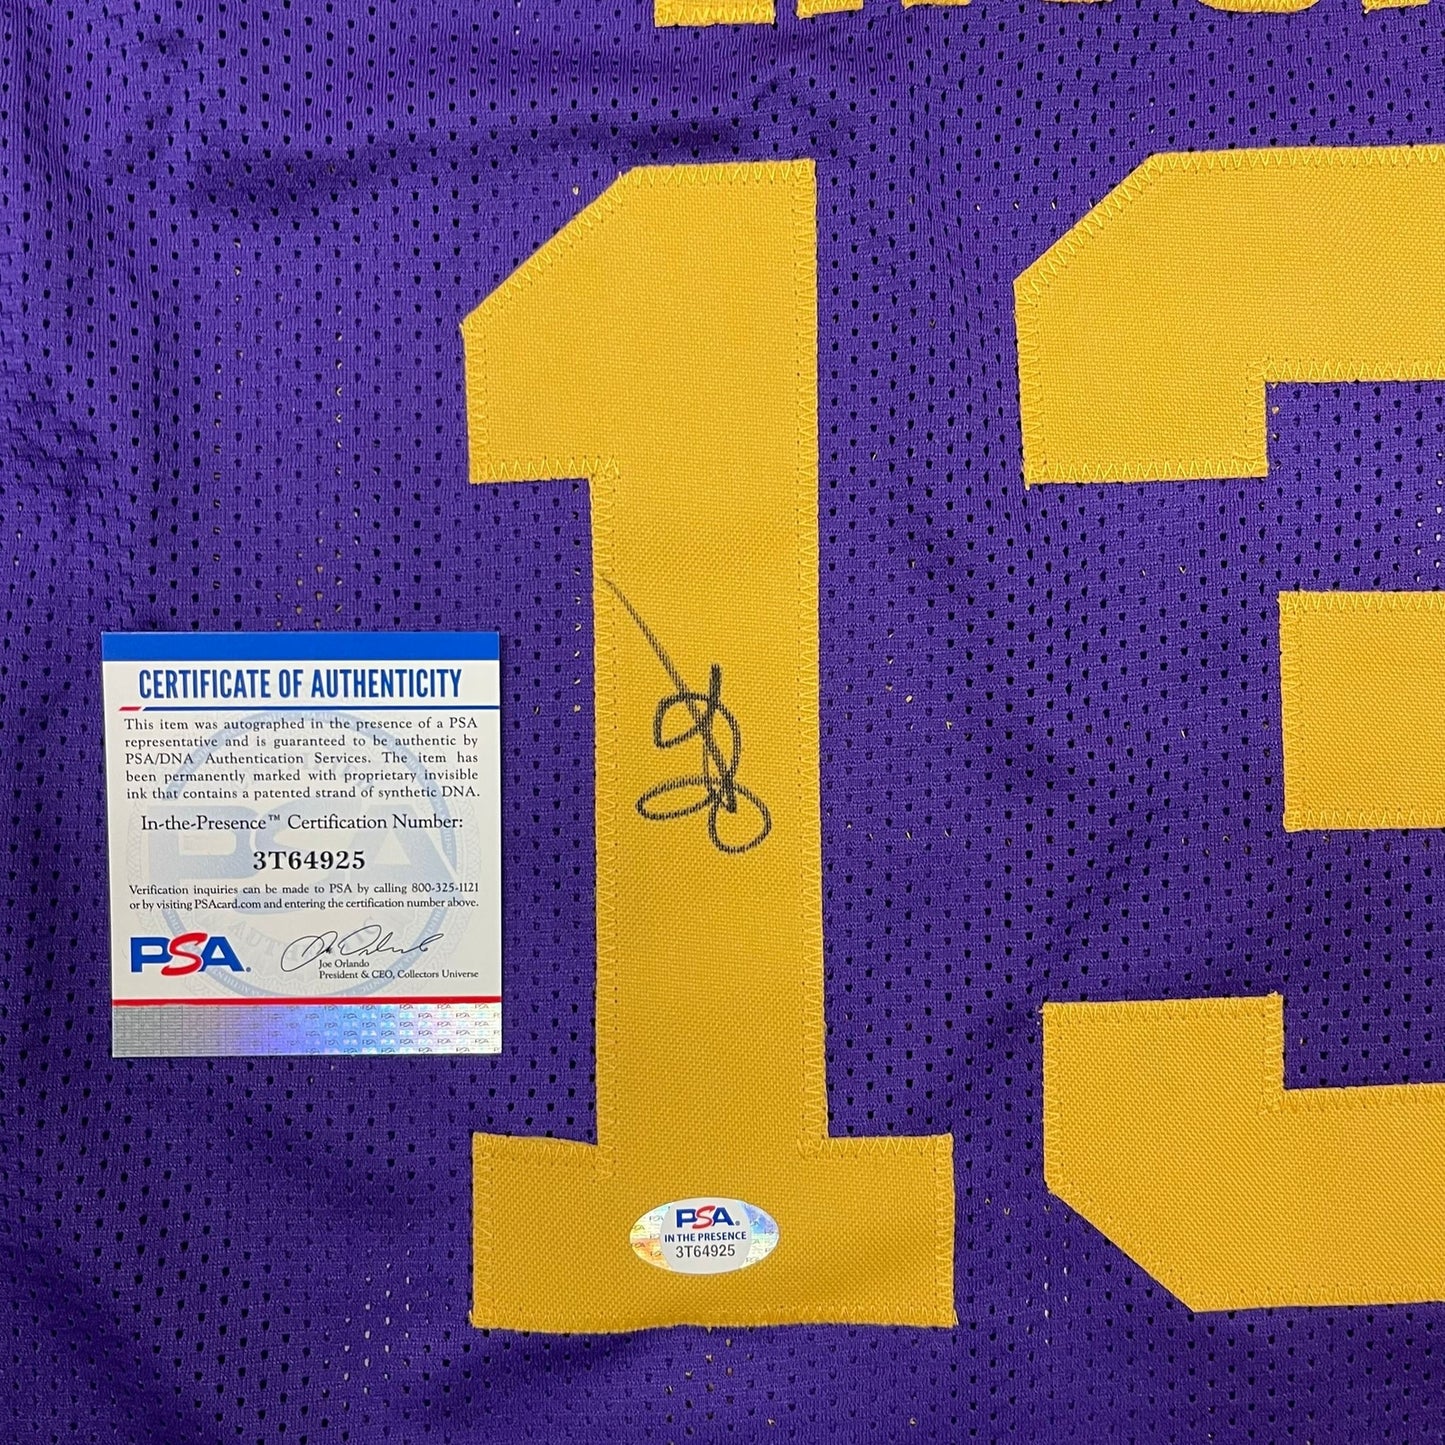 13
CERTIFICATE OF AUTHENTICITY
This item was autographed in the presence of a PSA
representative and is guaranteed to be authentic by
PSA/DNA Authentication Services. The item has
been permanently marked with proprietary invisible
ink that contains a patented strand of synthetic DNA.
In-the-Presence™ Certification Number:
3T64925
Verification inquiries can be made to PSA by calling 800-325-1121
or by visiting PSAcard.com and entering the certification number above.
PSA.
Joe Orlando
President & CEO, Collectors Universe
PSA.
IN THE PRESENCE
3T64925